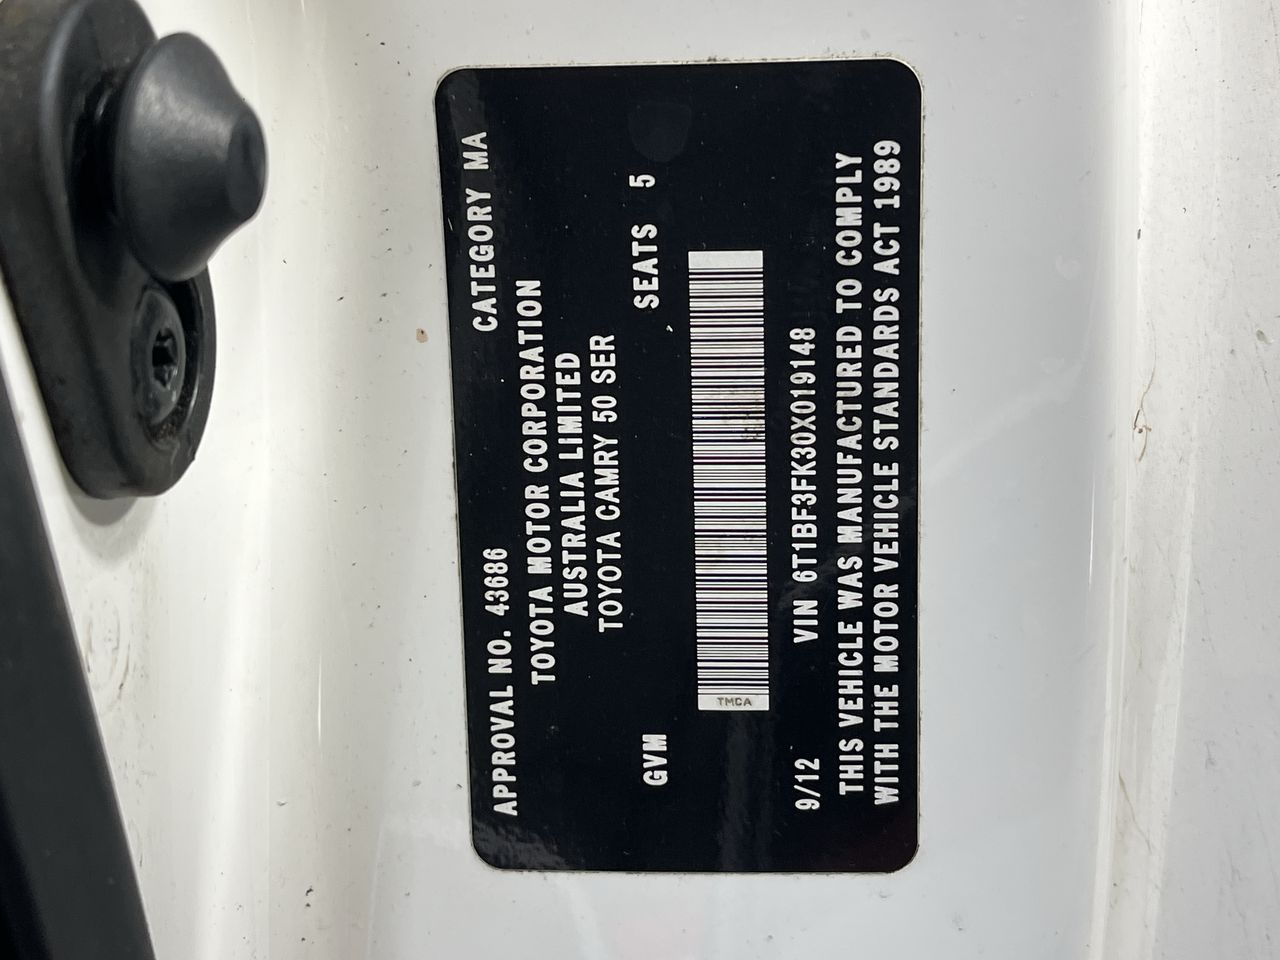 APPROVAL NO. 43686 CATEGORY MA
TOYOTA MOTOR CORPORATION
AUSTRALIA LIMITED
TOYOTA CAMRY 50 SER
GVM SEATS 5
TMCA
9/12 VIN 6T1BF3FK30X019148
THIS VEHICLE WAS MANUFACTURED TO COMPLY
WITH THE MOTOR VEHICLE STANDARDS ACT 1989